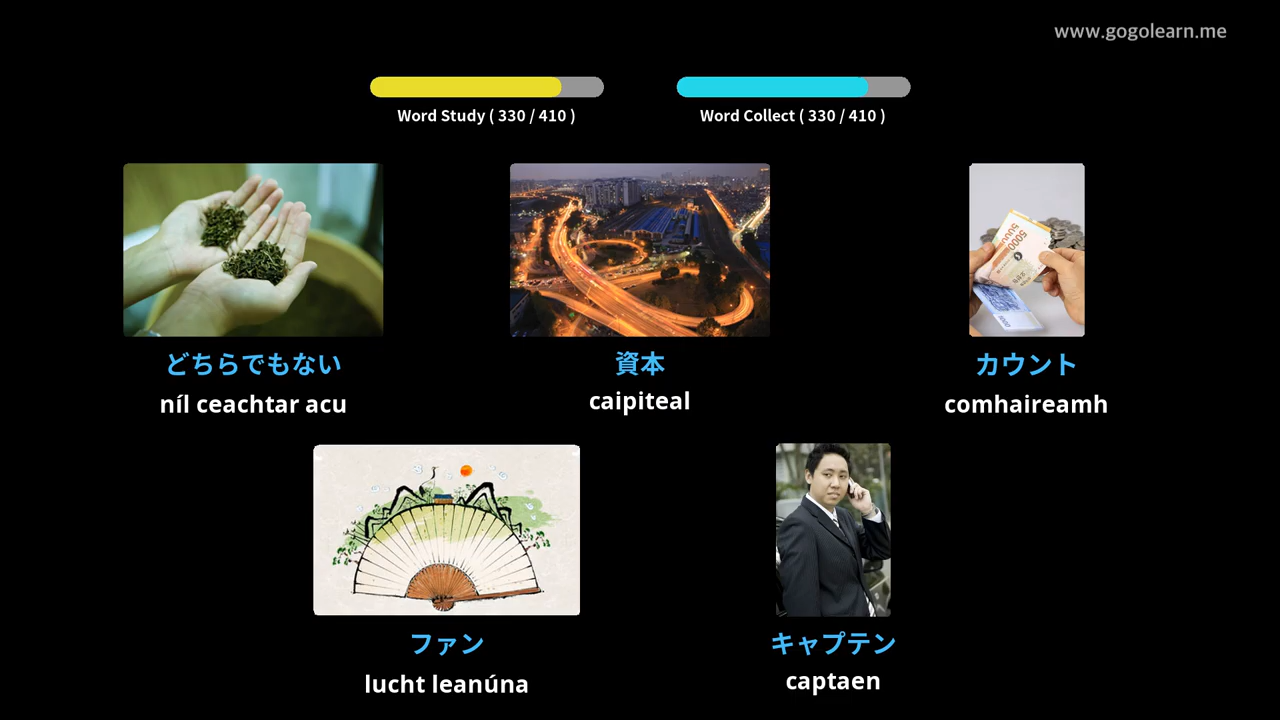 www.gogolearn.me
Word Study ( 330 / 410 )
Word Collect ( 330 / 410 )
どちらでもない
níl ceachtar acu
資本
caipiteal
カウント
comhaireamh
ファン
lucht leanúna
キャプテン
captaen